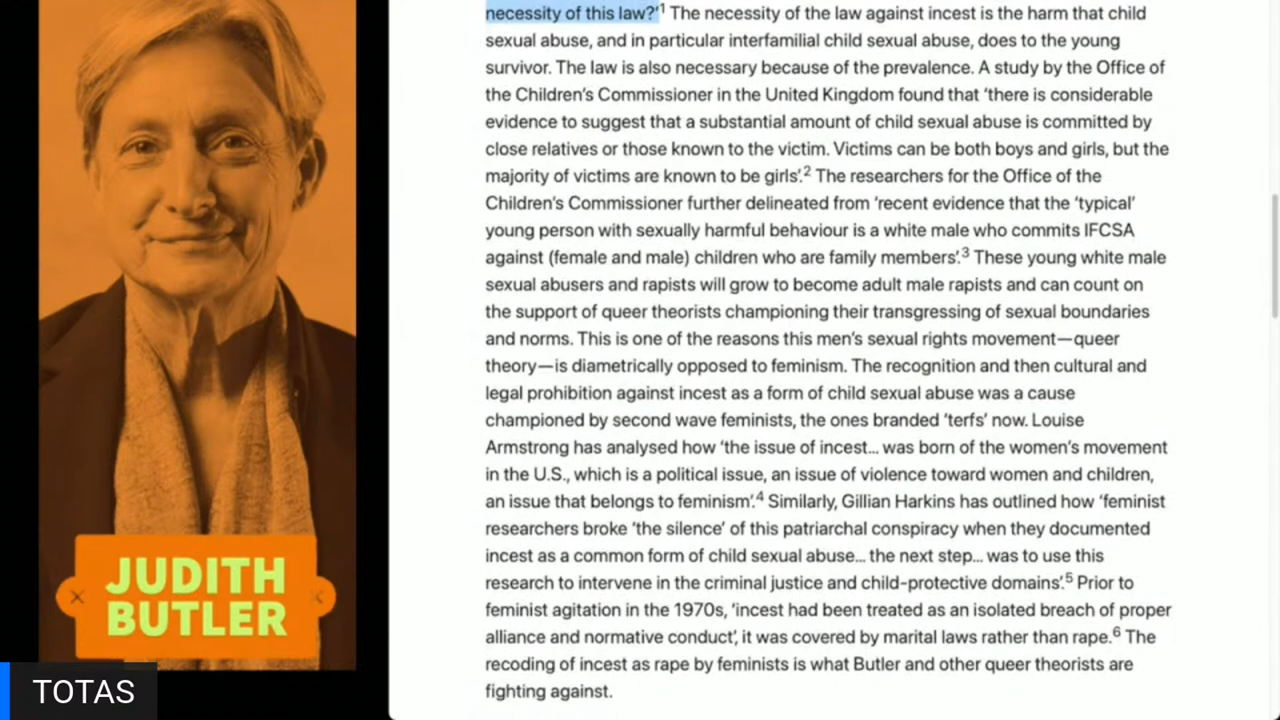 necessity of this law?’1 The necessity of the law against incest is the harm that child
sexual abuse, and in particular interfamilial child sexual abuse, does to the young
survivor. The law is also necessary because of the prevalence. A study by the Office of
the Children’s Commissioner in the United Kingdom found that ‘there is considerable
evidence to suggest that a substantial amount of child sexual abuse is committed by
close relatives or those known to the victim. Victims can be both boys and girls, but the
majority of victims are known to be girls’.2 The researchers for the Office of the
Children’s Commissioner further delineated from ‘recent evidence that the ‘typical’
young person with sexually harmful behaviour is a white male who commits IFCSA
against (female and male) children who are family members’.3 These young white male
sexual abusers and rapists will grow to become adult male rapists and can count on
the support of queer theorists championing their transgressing of sexual boundaries
and norms. This is one of the reasons this men’s sexual rights movement—queer
theory—is diametrically opposed to feminism. The recognition and then cultural and
legal prohibition against incest as a form of child sexual abuse was a cause
championed by second wave feminists, the ones branded ‘terfs’ now. Louise
Armstrong has analysed how ‘the issue of incest... was born of the women’s movement
in the U.S., which is a political issue, an issue of violence toward women and children,
an issue that belongs to feminism’.4 Similarly, Gillian Harkins has outlined how ‘feminist
researchers broke ‘the silence’ of this patriarchal conspiracy when they documented
incest as a common form of child sexual abuse... the next step... was to use this
research to intervene in the criminal justice and child-protective domains’.5 Prior to
feminist agitation in the 1970s, ‘incest had been treated as an isolated breach of proper
alliance and normative conduct’, it was covered by marital laws rather than rape.6 The
recoding of incest as rape by feminists is what Butler and other queer theorists are
fighting against.
JUDITH
BUTLER
TOTAS